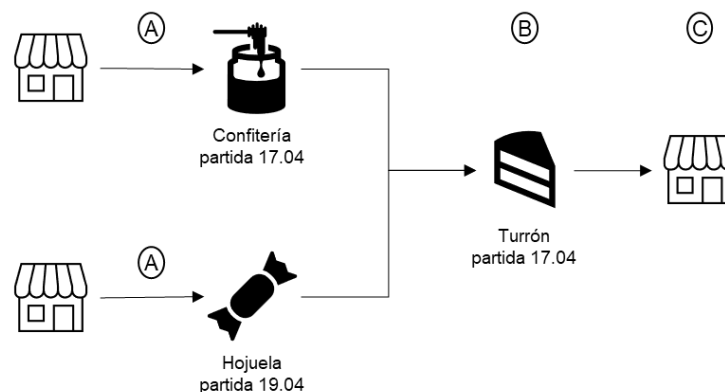 A
B
C
Confitería
partida 17.04
Turrón
partida 17.04
A
Hojuela
partida 19.04